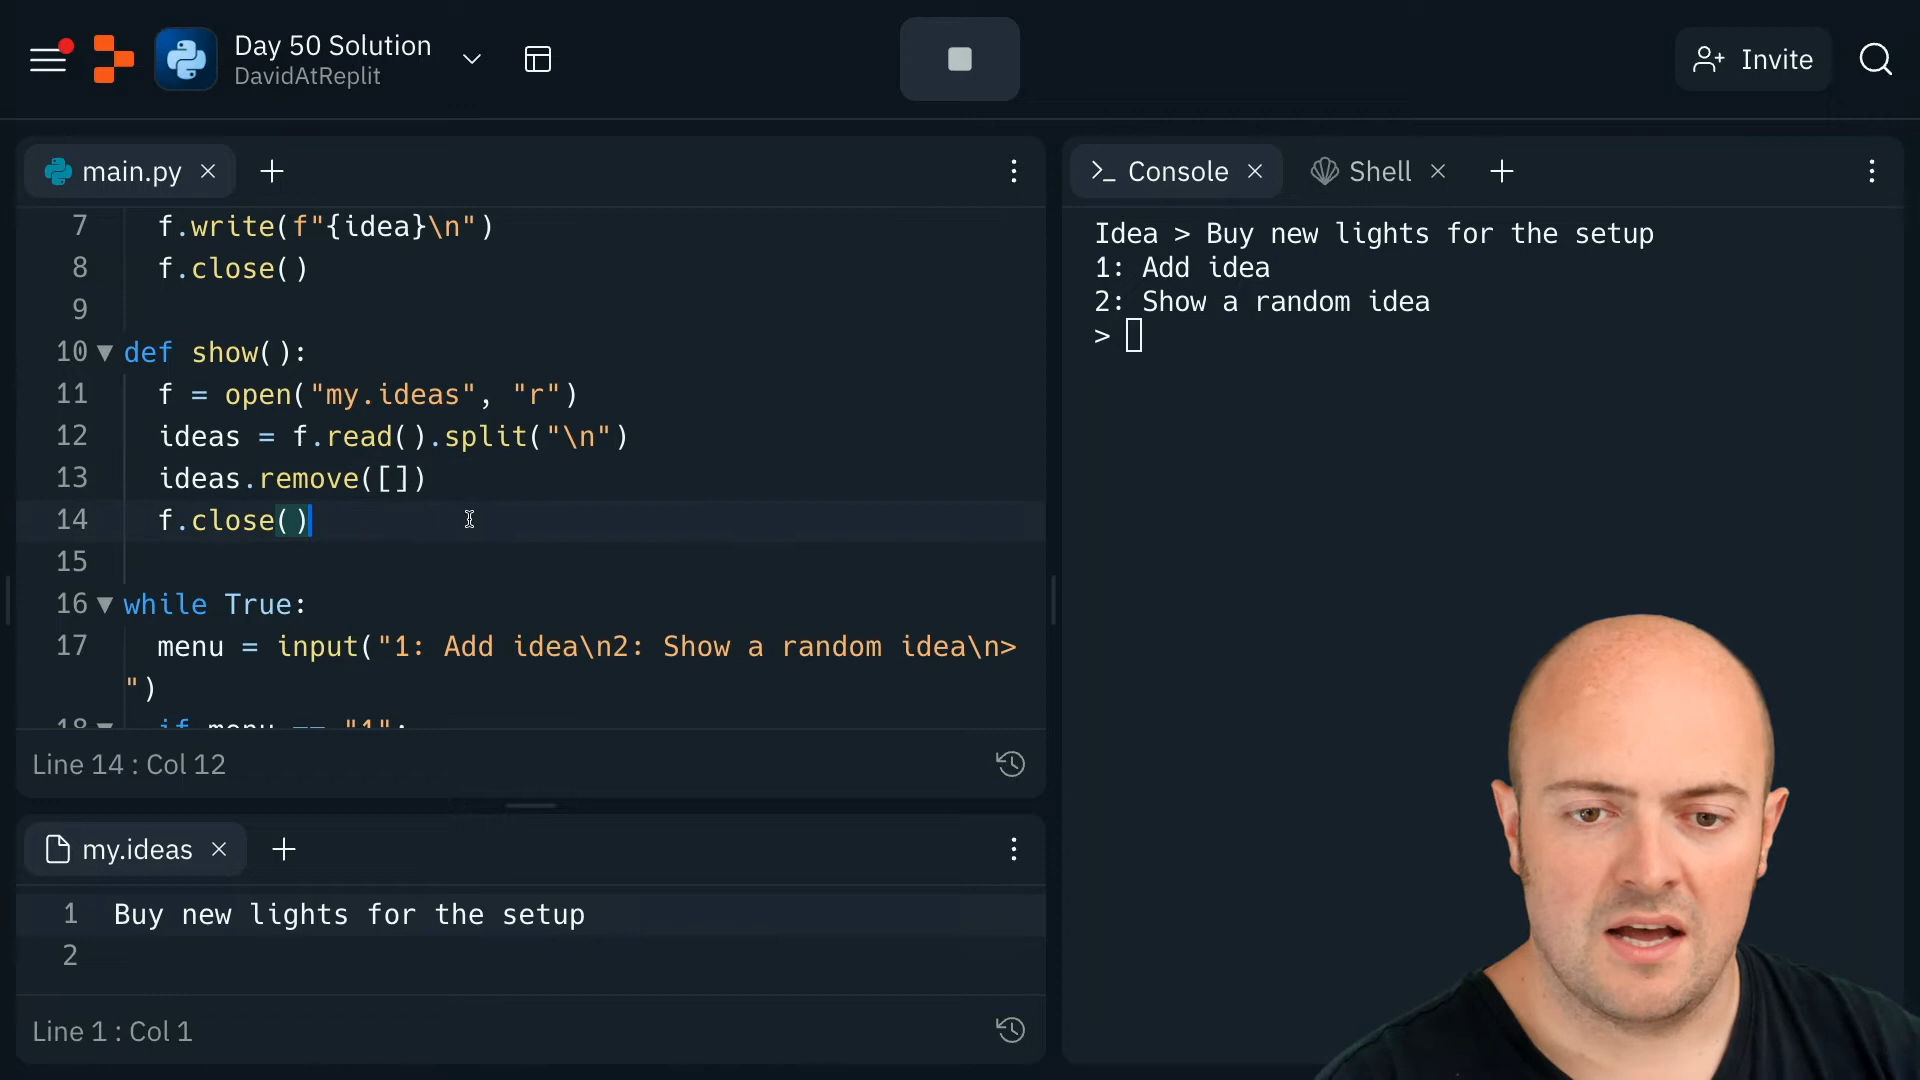 Day 50 Solution
DavidAtReplit
Invite
main.py
7 f.write(f"{idea}\n")
8 f.close()
9
10 def show():
11 f = open("my.ideas", "r")
12 ideas = f.read().split("\n")
13 ideas.remove([])
14 f.close()
15
16 while True:
17 menu = input("1: Add idea\n2: Show a random idea\n>
")
18 if menu == "1":
Line 14 : Col 12
my.ideas
1 Buy new lights for the setup
2
Line 1 : Col 1
Console
Shell
Idea > Buy new lights for the setup
1: Add idea
2: Show a random idea
>